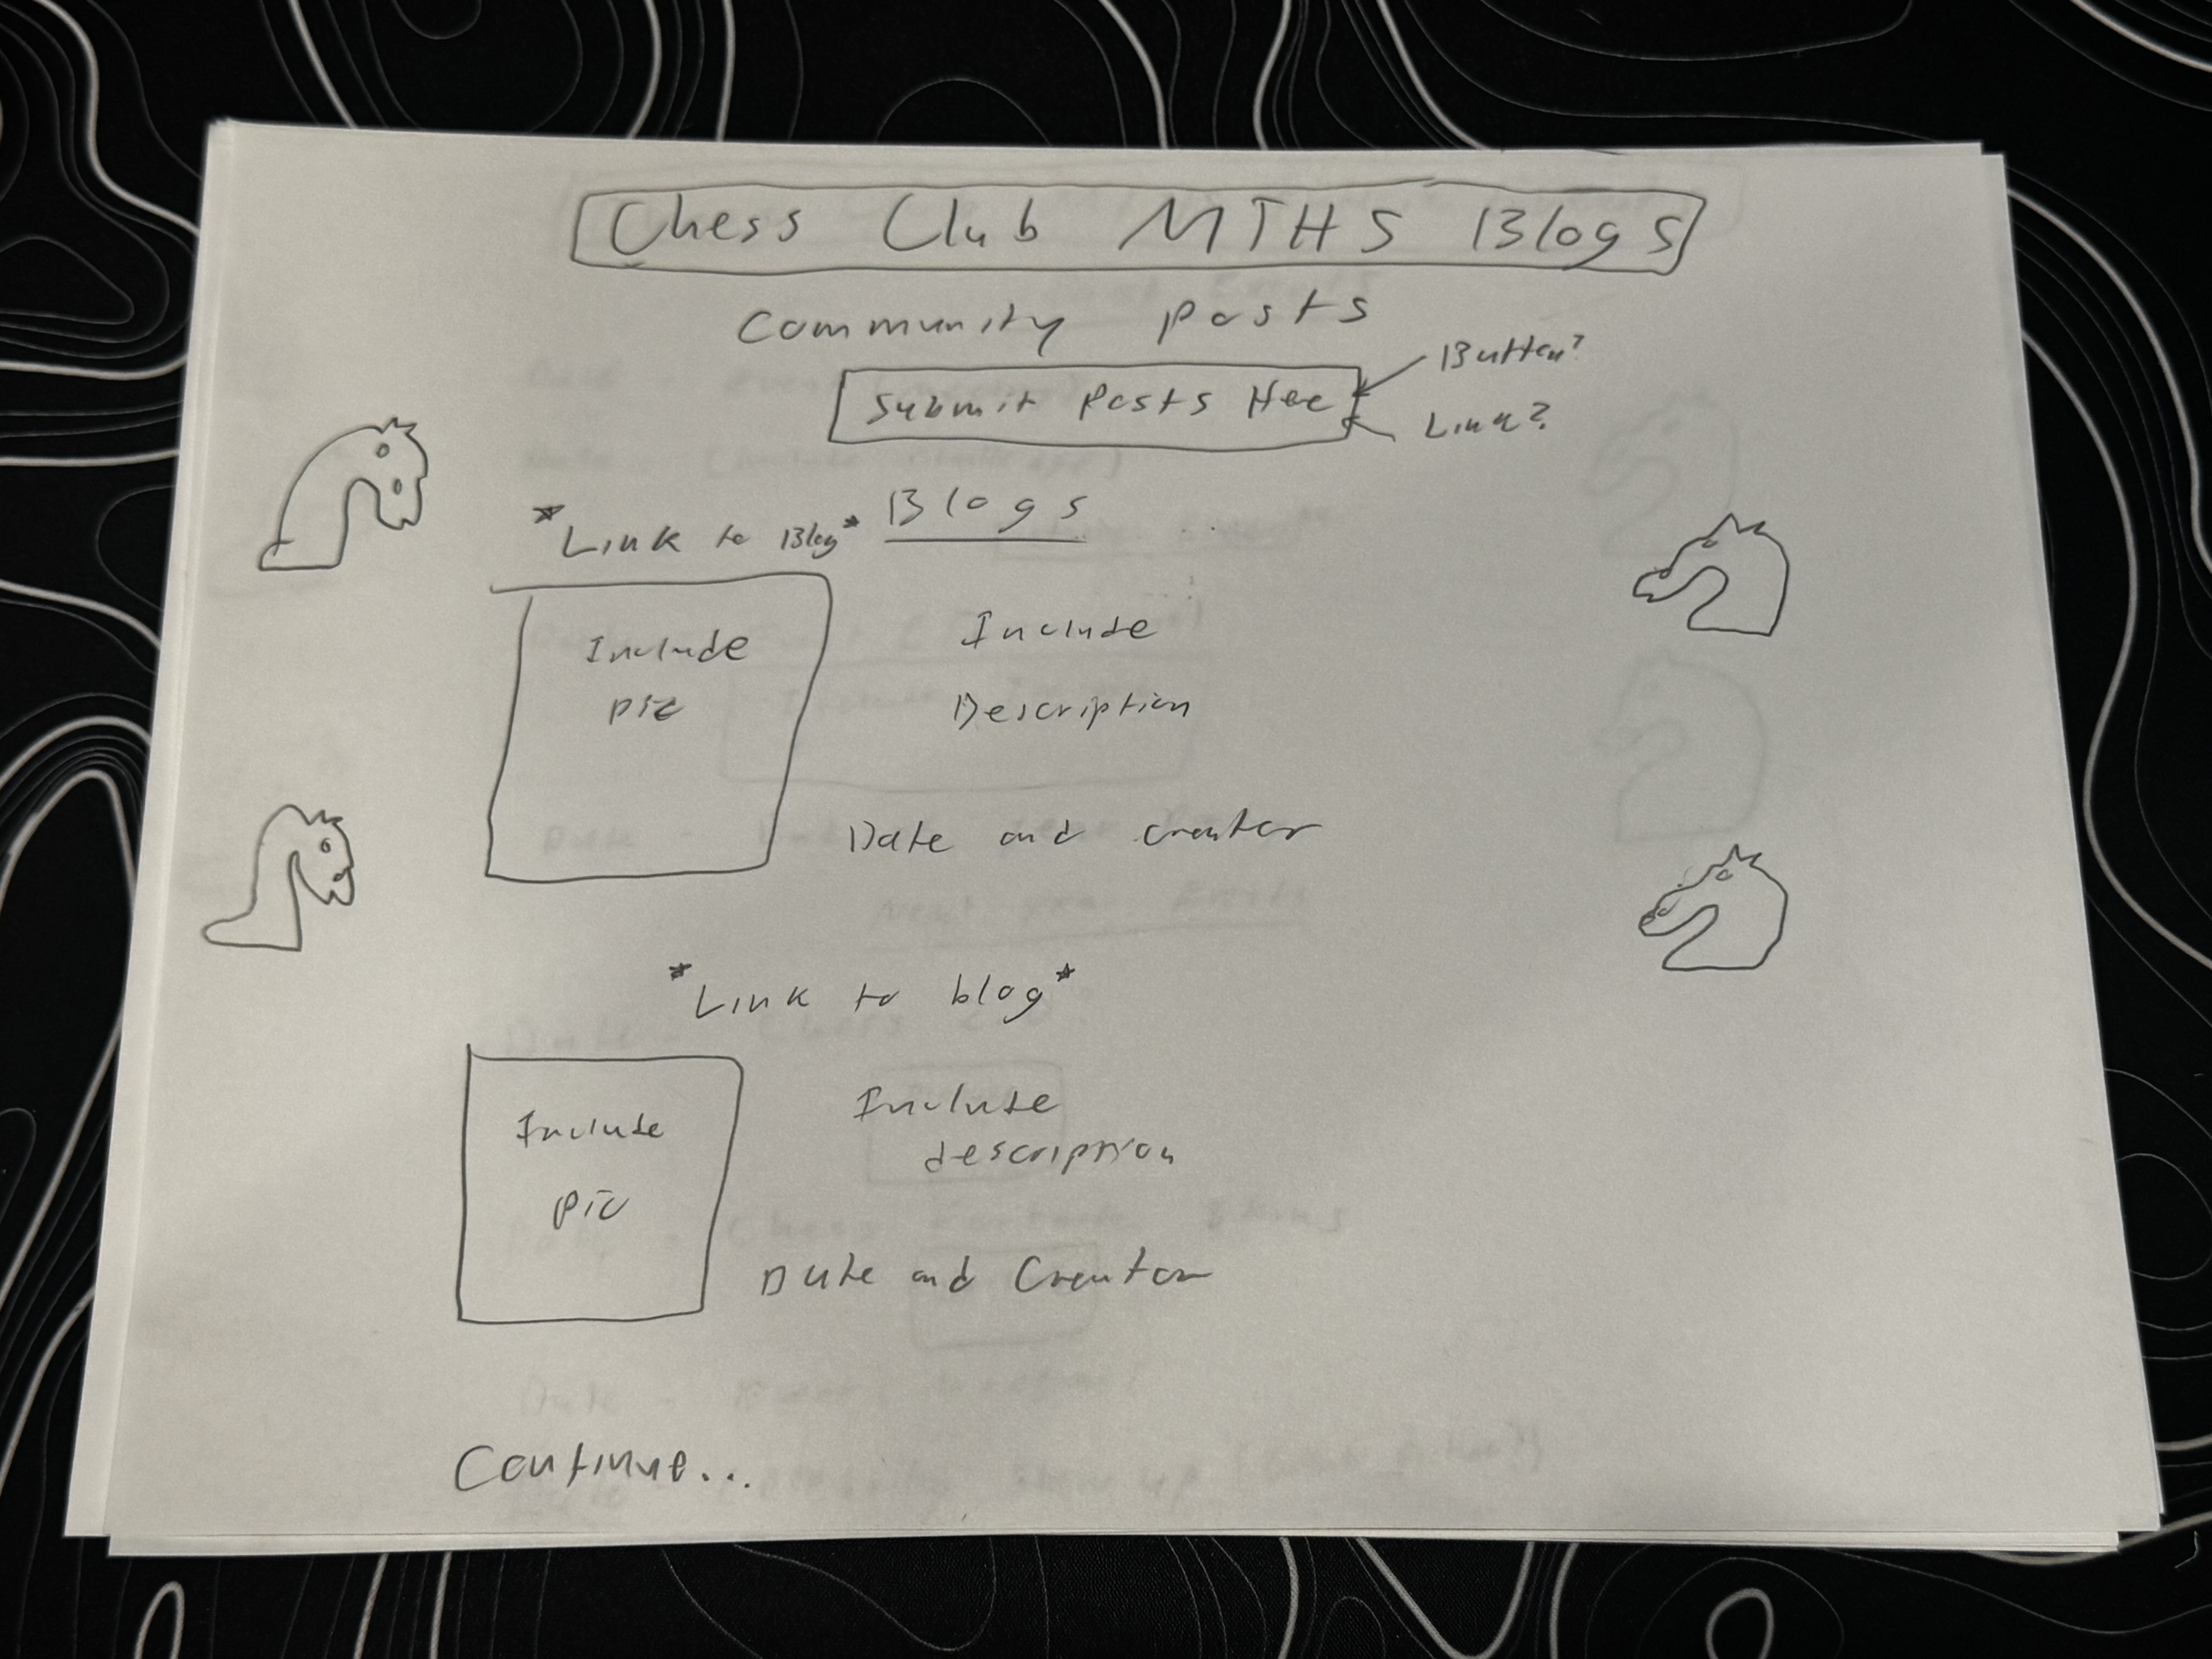 Chess Club MTHS Blogs
Community posts
Submit Posts Hee
Button?
Link?
Blogs
*Link to Blog*
Include
pic
Include
Description
Date and creator
*Link to blog*
Include
pic
Include
description
Date and Creator
Continue...